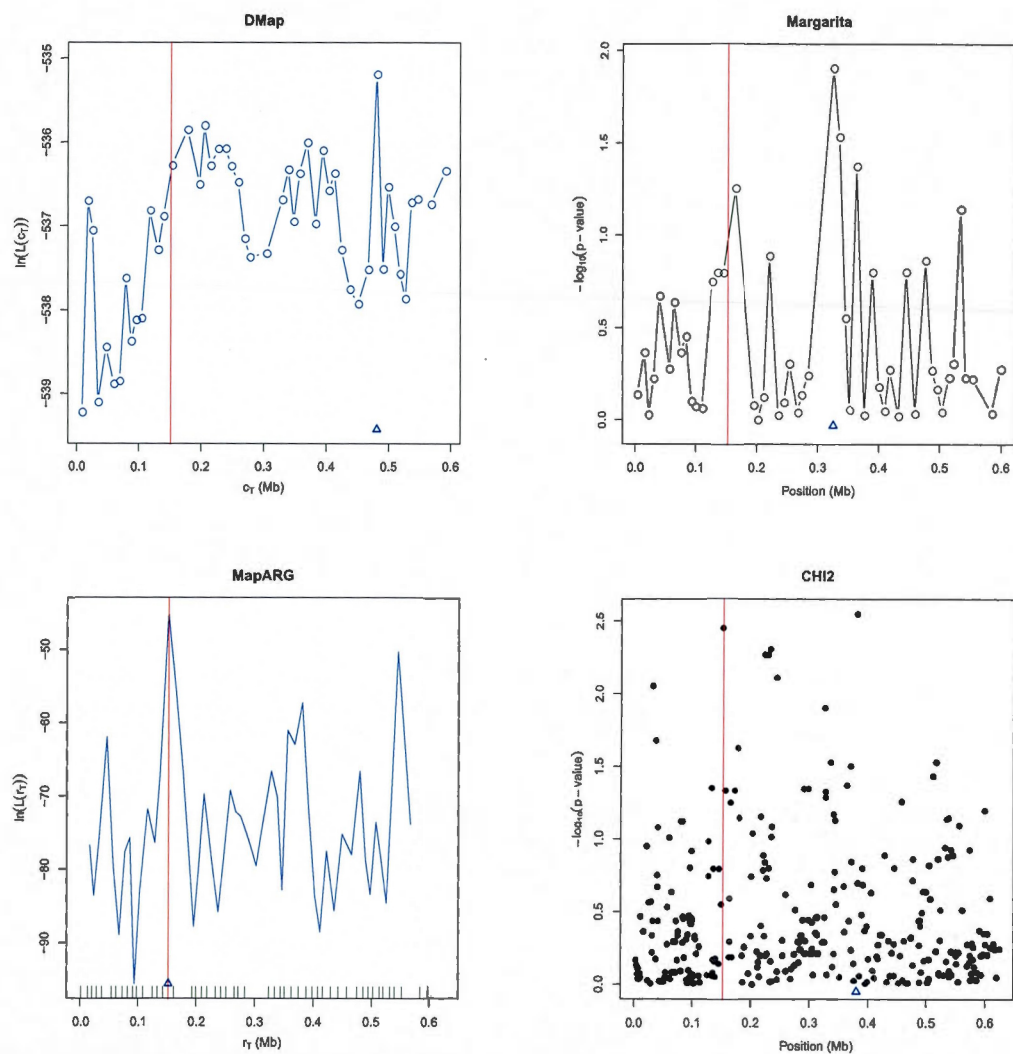 DMap
−535
−536
−537
−538
−539
ln(L(c_T))
0.0 0.1 0.2 0.3 0.4 0.5 0.6
c_T (Mb)
Margarita
2.0
1.5
1.0
0.5
0.0
−log₁₀(p−value)
0.0 0.1 0.2 0.3 0.4 0.5 0.6
Position (Mb)
MapARG
−50
−60
−70
−80
−90
ln(L(r_T))
0.0 0.1 0.2 0.3 0.4 0.5 0.6
r_T (Mb)
CHI2
2.5
2.0
1.5
1.0
0.5
0.0
−log₁₀(p−value)
0.0 0.1 0.2 0.3 0.4 0.5 0.6
Position (Mb)